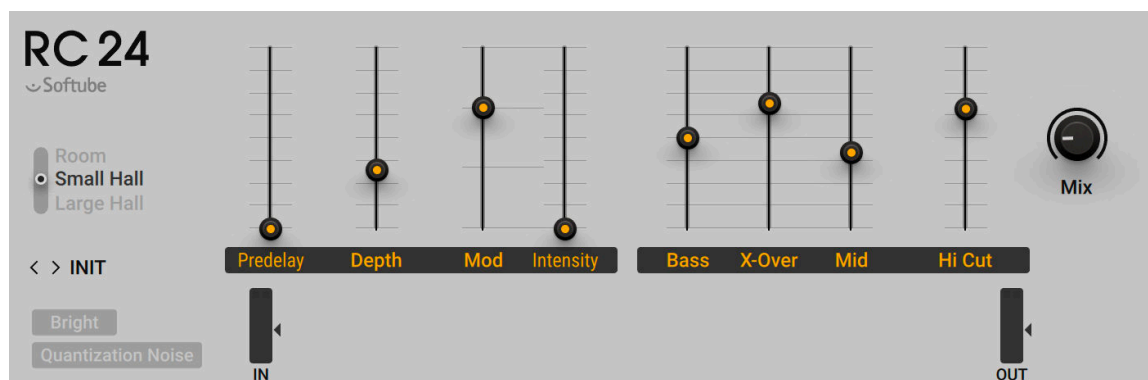 RC 24
Softube
Room
Small Hall
Large Hall
< > INIT
Bright
Quantization Noise
Predelay Depth Mod Intensity Bass X-Over Mid Hi Cut
Mix
IN OUT